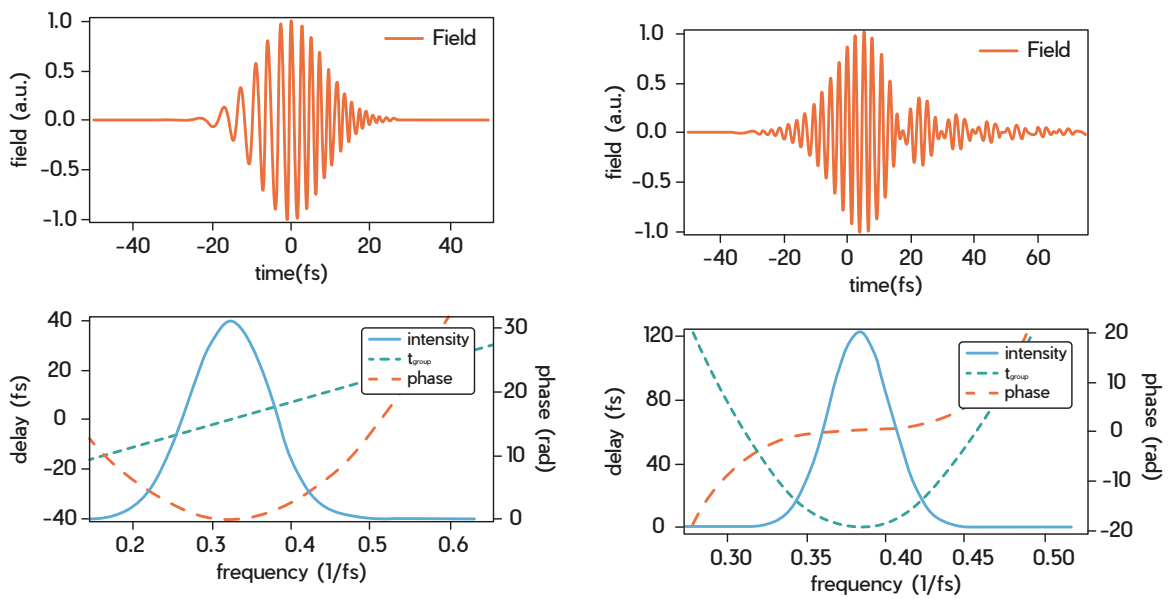 1.0
0.5
0.0
-0.5
-1.0
field (a.u.)
Field
-40 -20 0 20 40
time(fs)
1.0
0.5
0.0
-0.5
-1.0
field (a.u.)
Field
-40 -20 0 20 40 60
time(fs)
40
20
0
-20
-40
delay (fs)
intensity
tgroup
phase
30
20
10
0
phase (rad)
0.2 0.3 0.4 0.5 0.6
frequency (1/fs)
120
80
40
0
delay (fs)
intensity
tgroup
phase
20
10
0
-10
-20
phase (rad)
0.30 0.35 0.40 0.45 0.50
frequency (1/fs)